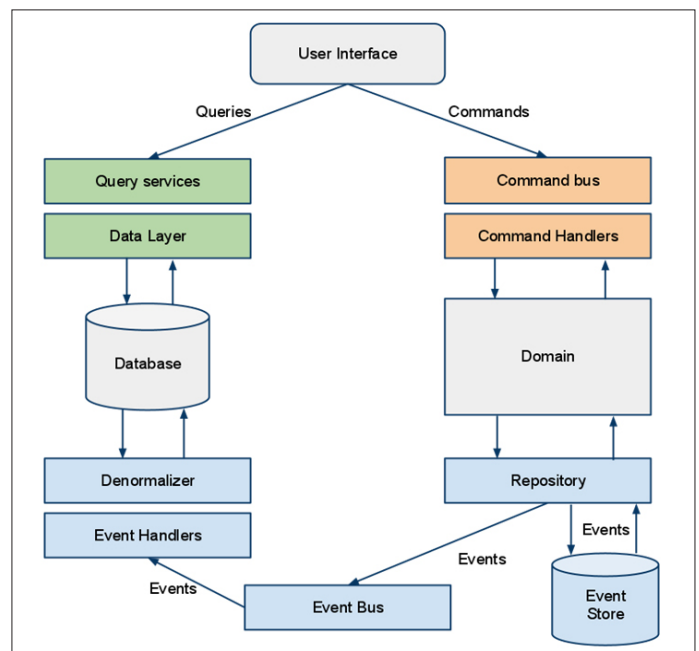 User Interface
Queries
Commands
Query services
Command bus
Data Layer
Command Handlers
Database
Domain
Denormalizer
Repository
Event Handlers
Events
Events
Events
Event Bus
Event
Store